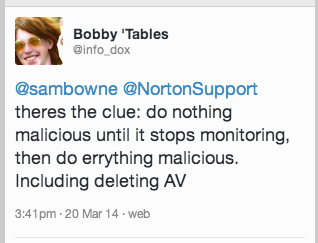 Bobby 'Tables
@info_dox
@sambowne @NortonSupport
theres the clue: do nothing
malicious until it stops monitoring,
then do errything malicious.
Including deleting AV
3:41pm · 20 Mar 14 · web